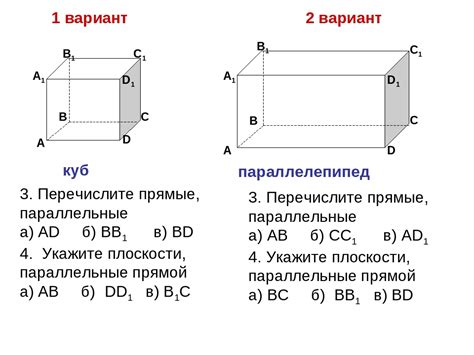 1 вариант
2 вариант
B₁ C₁
A₁ D₁
B C
A D
B₁ C₁
A₁ D₁
B C
A D
куб
параллелепипед
3. Перечислите прямые,
параллельные
а) AD б) BB₁ в) BD
4. Укажите плоскости,
параллельные прямой
а) AB б) DD₁ в) B₁C
3. Перечислите прямые,
параллельные
а) AB б) CC₁ в) AD₁
4. Укажите плоскости,
параллельные прямой
а) BC б) BB₁ в) BD